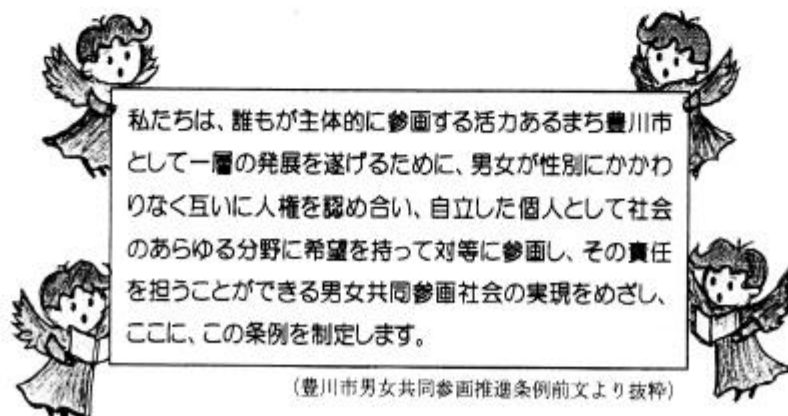 私たちは、誰もが主体的に参画する活力あるまち豊川市
として一層の発展を遂げるために、男女が性別にかかわ
りなく互いに人権を認め合い、自立した個人として社会
のあらゆる分野に希望を持って対等に参画し、その責任
を担うことができる男女共同参画社会の実現をめざし、
ここに、この条例を制定します。
（豊川市男女共同参画推進条例前文より抜粋）